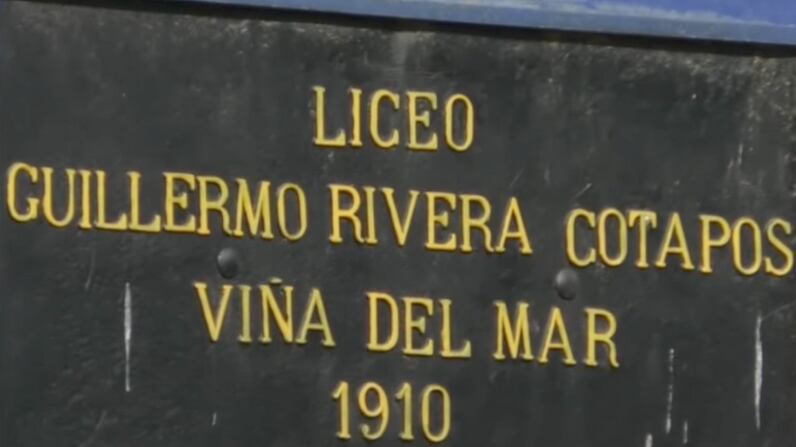 LICEO
GUILLERMO RIVERA COTAPOS
VIÑA DEL MAR
1910